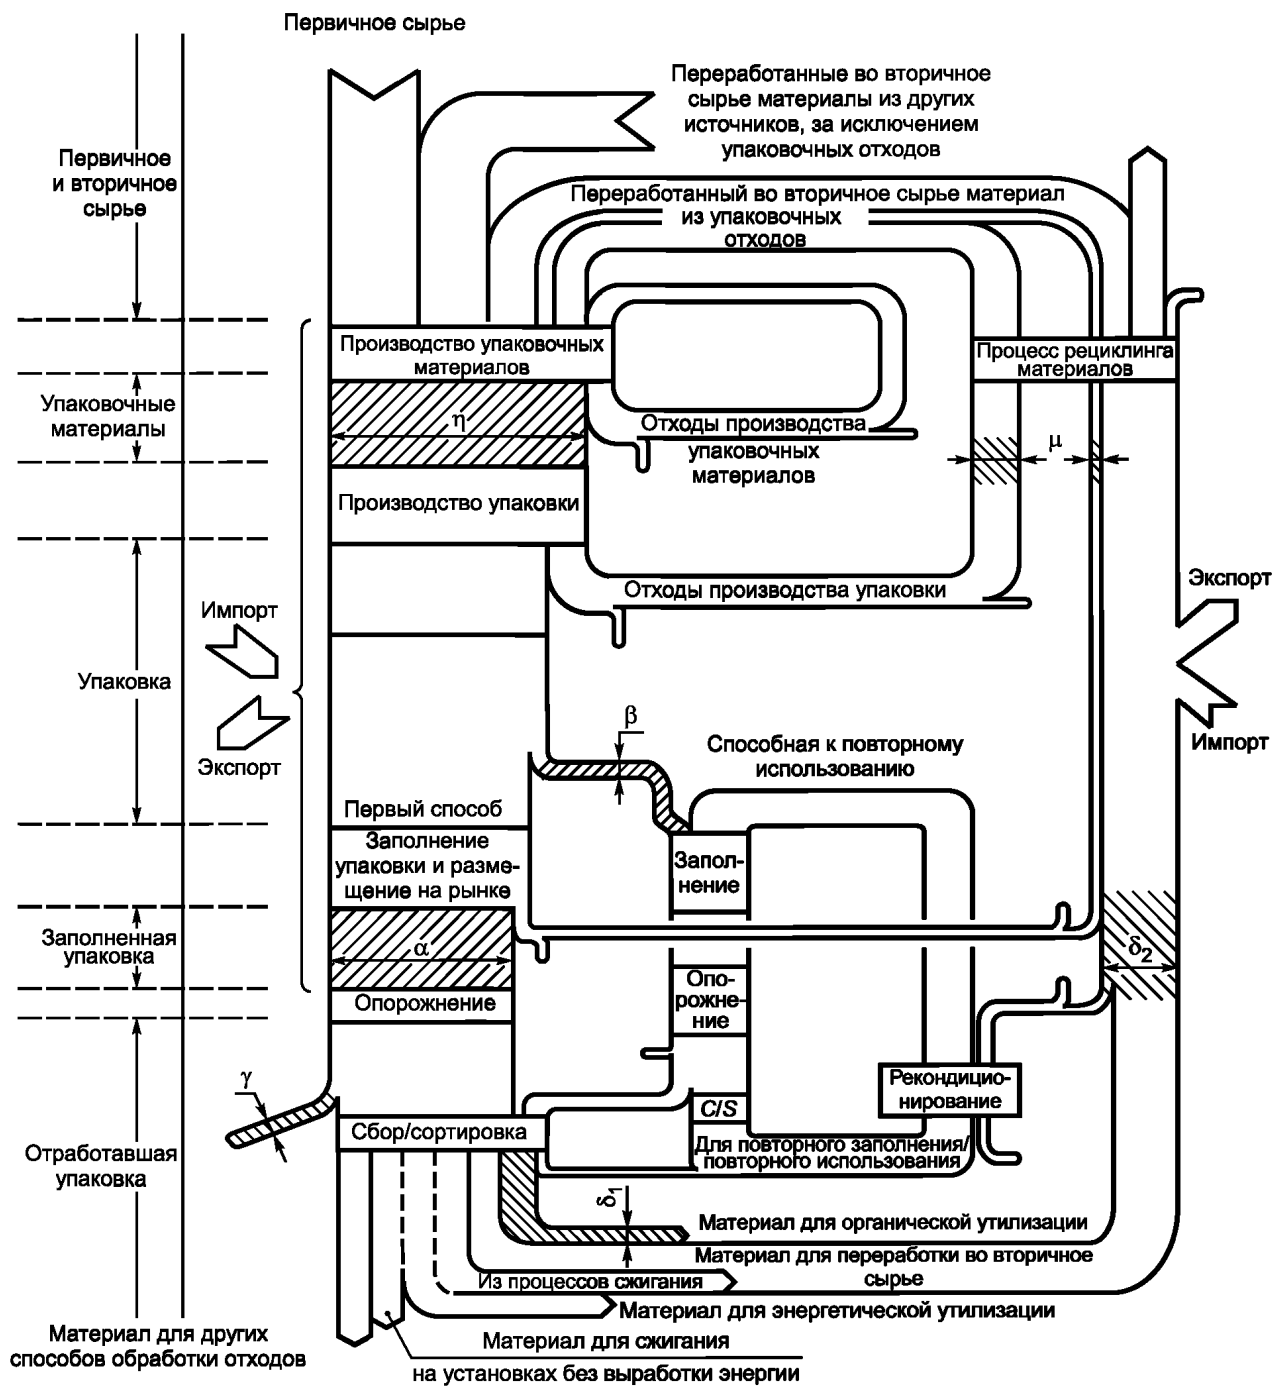 Первичное сырье
Переработанные во вторичное
сырье материалы из других
источников, за исключением
упаковочных отходов
Первичное
и вторичное
сырье
Переработанный во вторичное сырье материал
из упаковочных
отходов
Производство упаковочных
материалов
Процесс рециклинга
материалов
Упаковочные
материалы
η
Отходы производства
упаковочных
материалов
μ
Производство упаковки
Отходы производства упаковки
Экспорт
Импорт
Упаковка
Экспорт
Импорт
β
Способная к повторному
использованию
Первый способ
Заполнение
упаковки и разме-
щение на рынке
Запол-
нение
Заполненная
упаковка
α
δ2
Опорожнение
Опо-
рожне-
ние
γ
Рекондицио-
нирование
C/S
Сбор/сортировка
Для повторного заполнения/
повторного использования
Отработавшая
упаковка
δ1
Материал для органической утилизации
Материал для переработки во вторичное
сырье
Из процессов сжигания
Материал для энергетической утилизации
Материал для других
способов обработки отходов
Материал для сжигания
на установках без выработки энергии